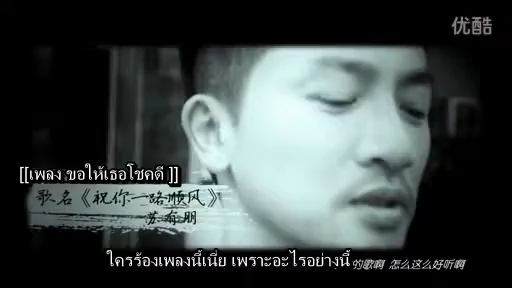 优酷
[[เพลง ขอให้เธอโชคดี ]]
歌名《祝你一路顺风》
苏有朋
ใครร้องเพลงนี้เนี่ย เพราะอะไรอย่างนี้
的歌啊 怎么这么好听啊